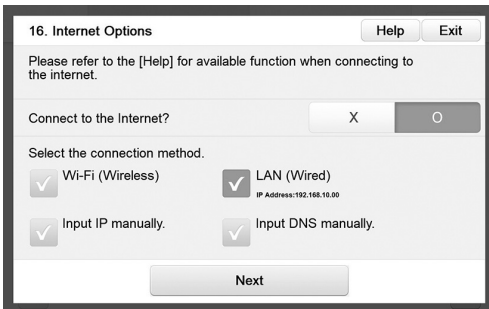 16. Internet Options Help Exit
Please refer to the [Help] for available function when connecting to
the internet.
Connect to the Internet? X O
Select the connection method.
Wi-Fi (Wireless) LAN (Wired)
IP Address:192.168.10.00
Input IP manually. Input DNS manually.
Next